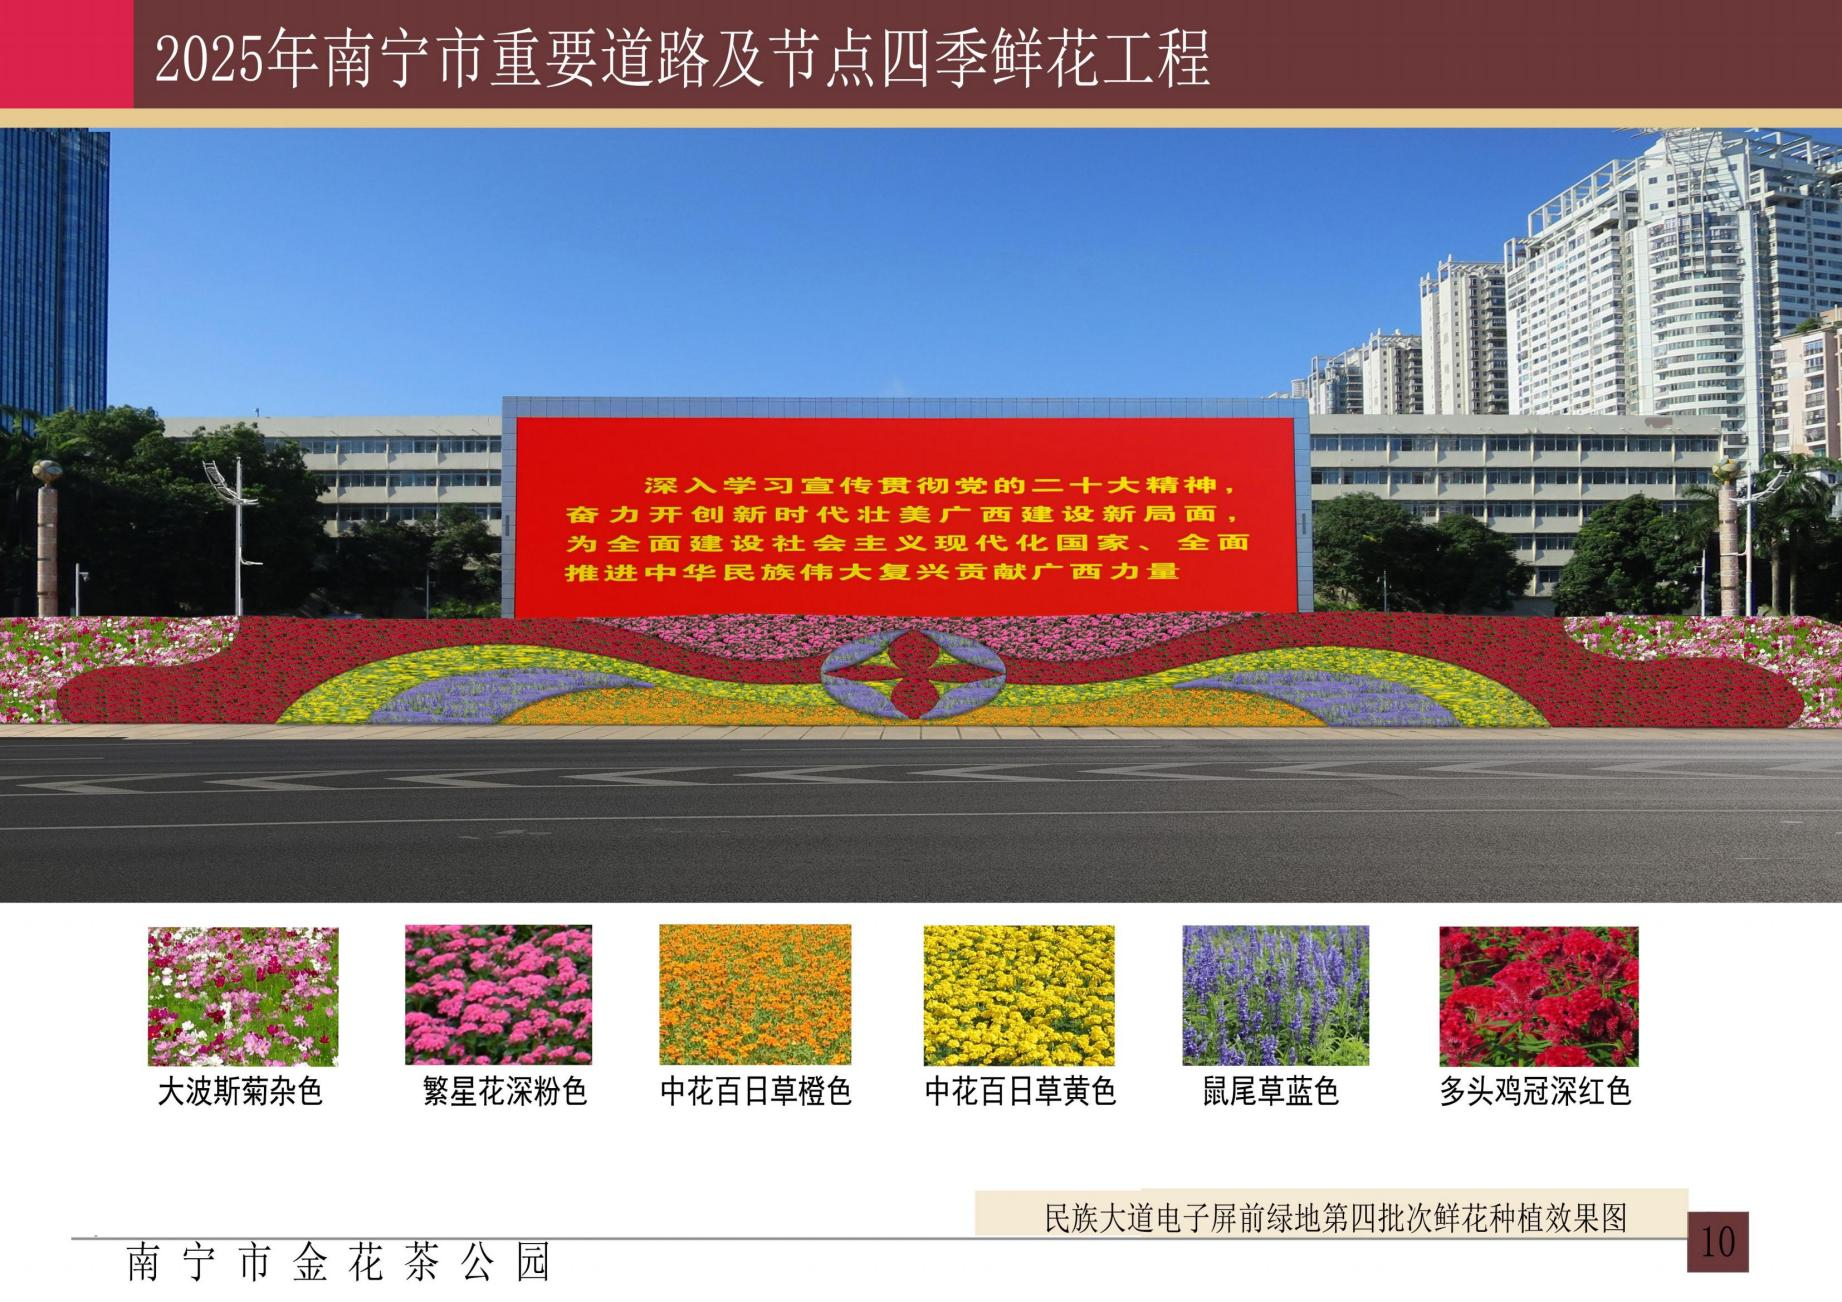 2025年南宁市重要道路及节点四季鲜花工程
深入学习宣传贯彻党的二十大精神，
奋力开创新时代壮美广西建设新局面，
为全面建设社会主义现代化国家、全面
推进中华民族伟大复兴贡献广西力量
大波斯菊杂色
繁星花深粉色
中花百日草橙色
中花百日草黄色
鼠尾草蓝色
多头鸡冠深红色
民族大道电子屏前绿地第四批次鲜花种植效果图
南宁市金花茶公园
10